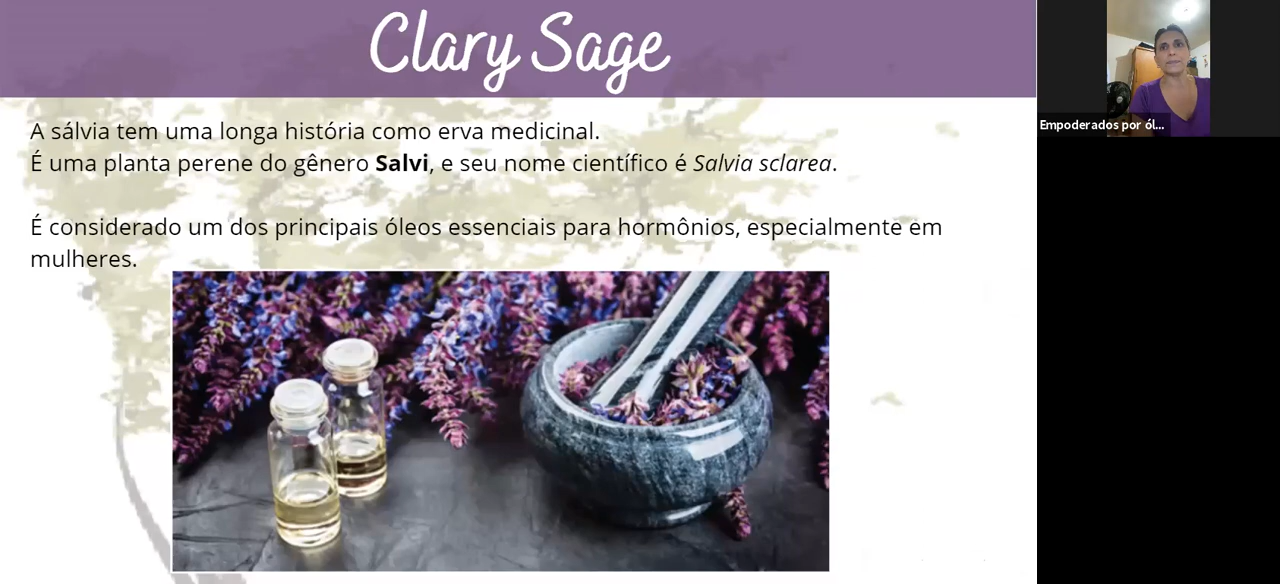 Clary Sage
A sálvia tem uma longa história como erva medicinal.
É uma planta perene do gênero Salvi, e seu nome científico é Salvia sclarea.
É considerado um dos principais óleos essenciais para hormônios, especialmente em
mulheres.
Empoderados por ól...